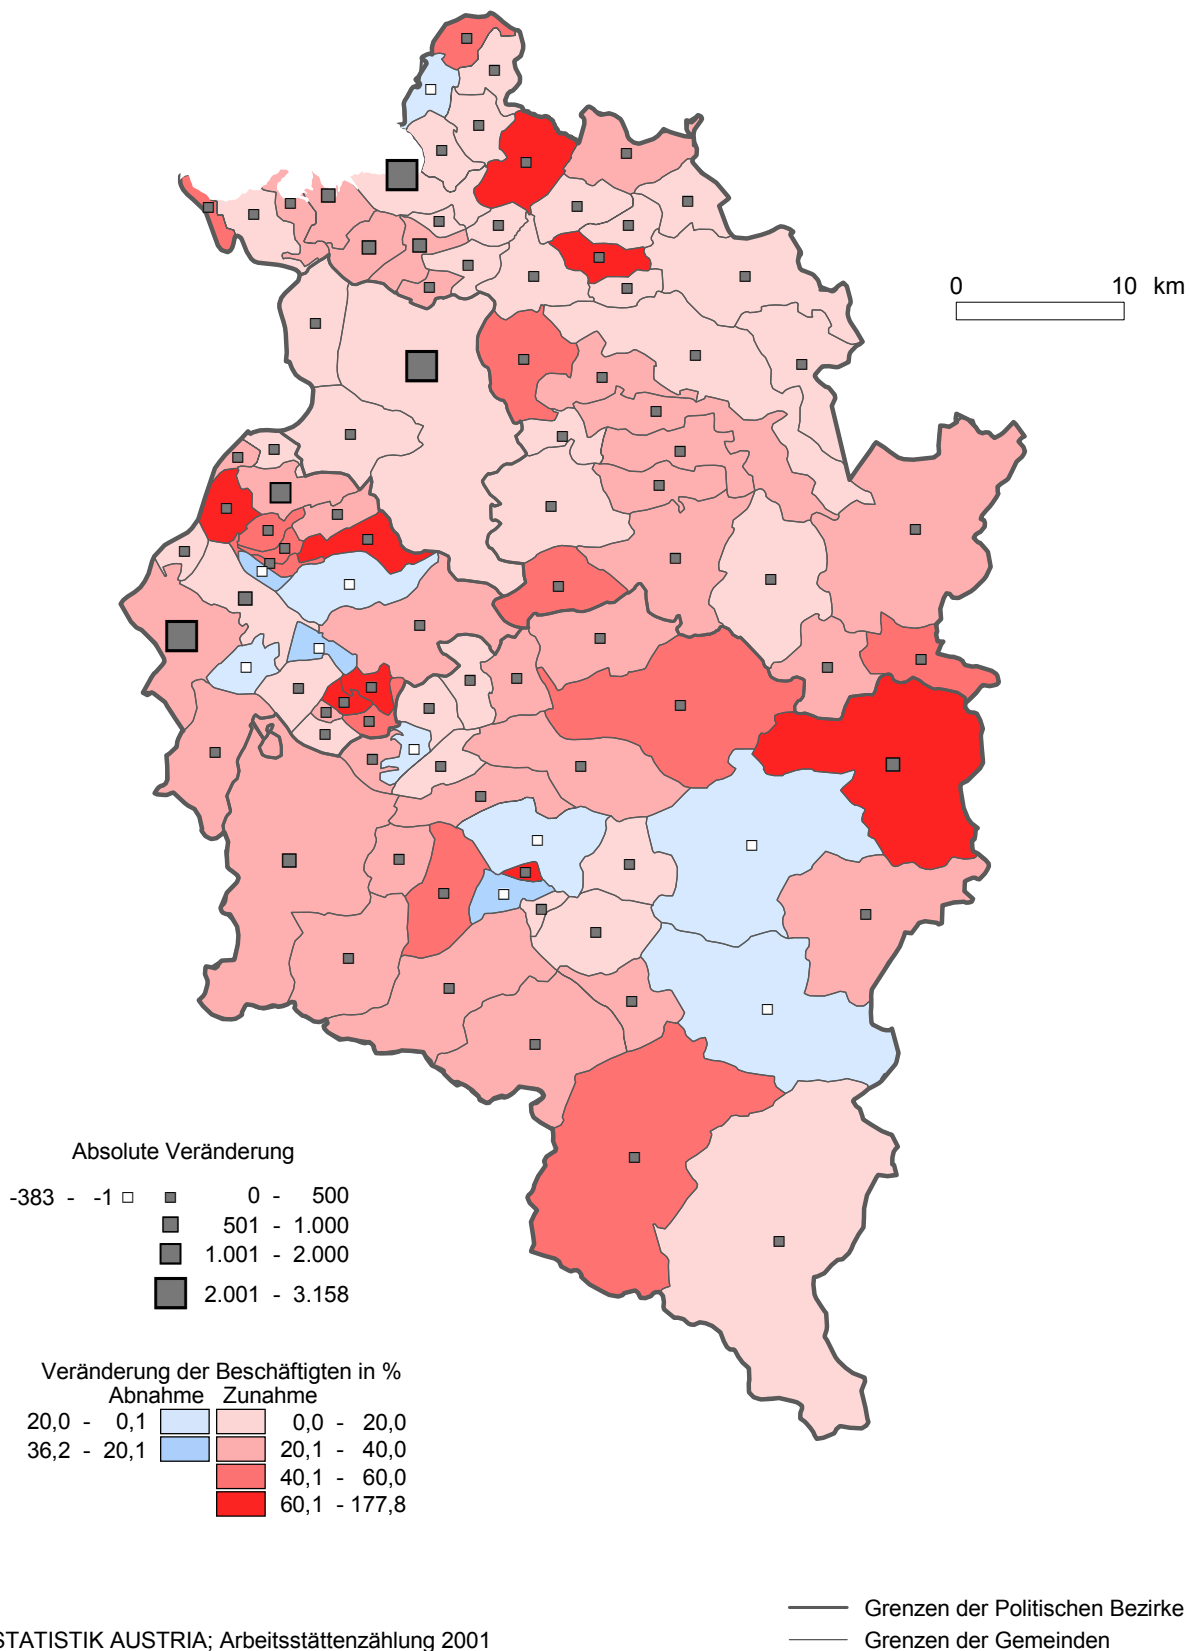 0 10 km
Absolute Veränderung
-383 - -1 0 - 500
501 - 1.000
1.001 - 2.000
2.001 - 3.158
Veränderung der Beschäftigten in %
Abnahme Zunahme
20,0 - 0,1 0,0 - 20,0
36,2 - 20,1 20,1 - 40,0
40,1 - 60,0
60,1 - 177,8
Grenzen der Politischen Bezirke
STATISTIK AUSTRIA; Arbeitsstättenzählung 2001 Grenzen der Gemeinden